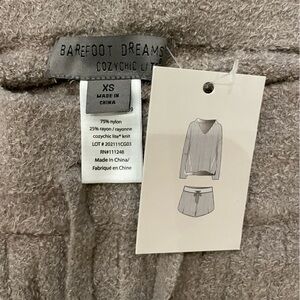 BAREFOOT DREAMS
COZYCHIC LITE
XS
MADE IN
CHINA
75% nylon
25% rayon / rayonne
cozychic lite® knit
LOT # 202111CG03
RN#111248
Made in China/
Fabriqué en Chine